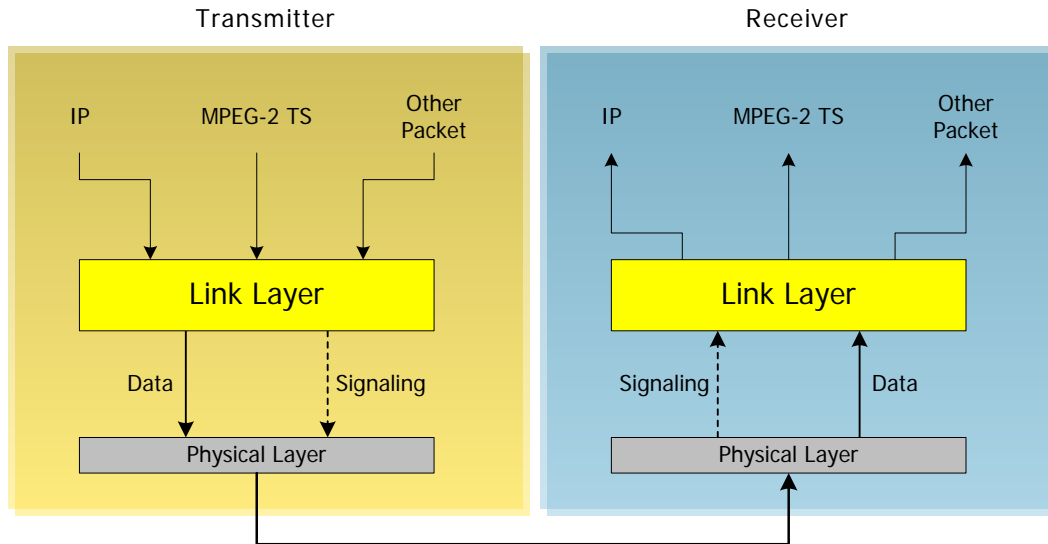 Transmitter
Receiver
IP
MPEG-2 TS
Other
Packet
IP
MPEG-2 TS
Other
Packet
Link Layer
Link Layer
Data
Signaling
Signaling
Data
Physical Layer
Physical Layer